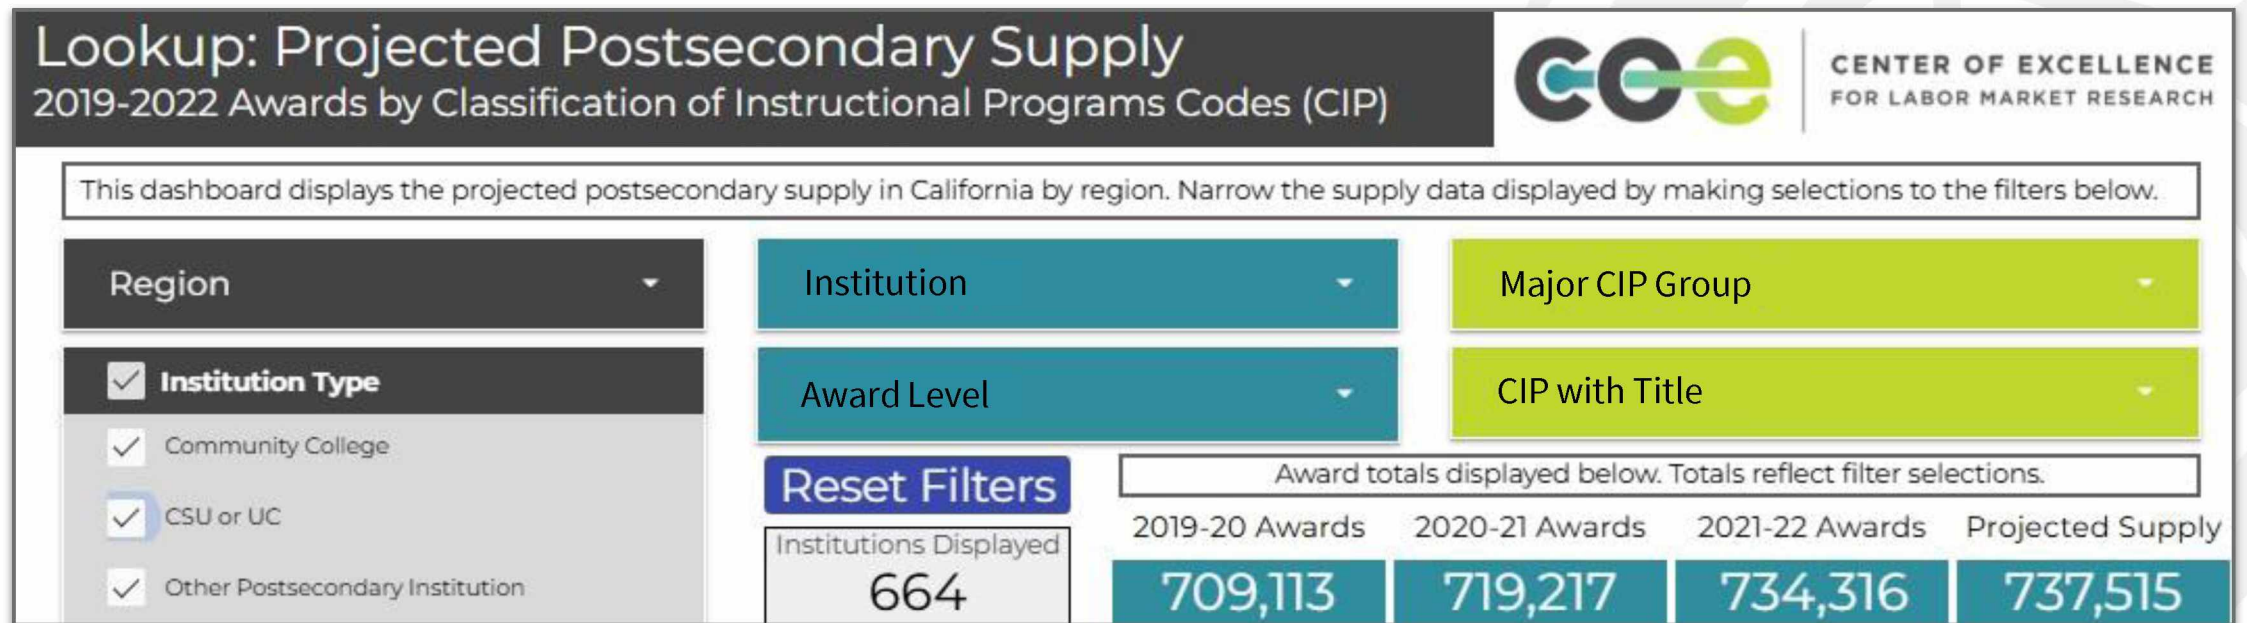 Lookup: Projected Postsecondary Supply
2019-2022 Awards by Classification of Instructional Programs Codes (CIP)
coe
CENTER OF EXCELLENCE
FOR LABOR MARKET RESEARCH
This dashboard displays the projected postsecondary supply in California by region. Narrow the supply data displayed by making selections to the filters below.
Region
Institution
Major CIP Group
Institution Type
Award Level
CIP with Title
Community College
CSU or UC
Other Postsecondary Institution
Reset Filters
Institutions Displayed
664
Award totals displayed below. Totals reflect filter selections.
2019-20 Awards 2020-21 Awards 2021-22 Awards Projected Supply
709,113 719,217 734,316 737,515